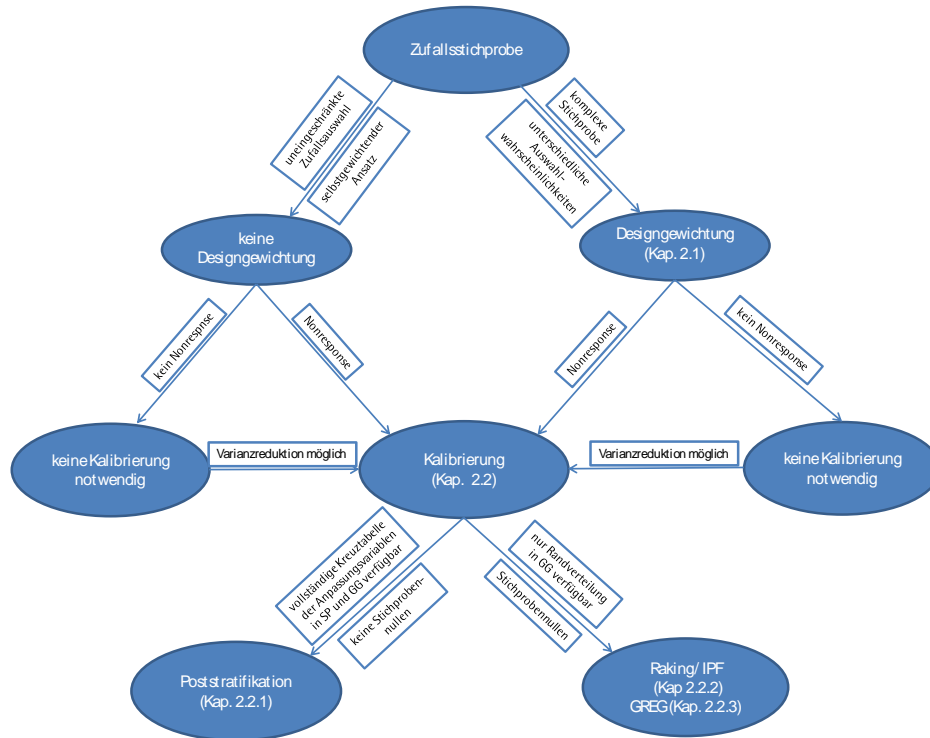 Zufallsstichprobe
uneingeschränkte
Zufallsauswahl
selbstgewichtender
Ansatz
komplexe
Stichprobe
unterschiedliche
Auswahl-
wahrscheinlichkeiten
keine
Designgewichtung
Designgewichtung
(Kap. 2.1)
kein Nonrespnse
Nonresponse
Nonresponse
kein Nonresponse
keine Kalibrierung
notwendig
Varianzreduktion möglich
Kalibrierung
(Kap. 2.2)
Varianzreduktion möglich
keine Kalibrierung
notwendig
vollständige Kreuztabelle
der Anpassungsvariablen
in SP und GG verfügbar
keine Stichproben-
nullen
nur Randverteilung
in GG verfügbar
Stichprobennullen
Poststratifikation
(Kap. 2.2.1)
Raking/ IPF
(Kap 2.2.2)
GREG (Kap. 2.2.3)